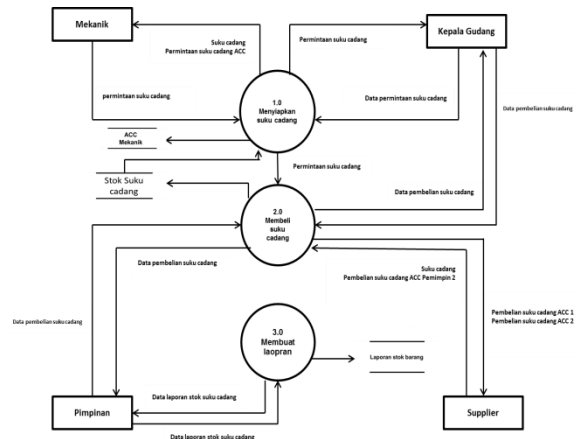 Mekanik
Suku cadang
Permintaan suku cadang ACC
Permintaan suku cadang
Kepala Gudang
permintaan suku cadang
1.0
Menyiapkan
suku cadang
Data permintaan suku cadang
Data pembelian suku cadang
ACC
Mekanik
Permintaan suku cadang
Stok Suku
cadang
2.0
Membeli
suku
cadang
Data pembelian suku cadang
Data pembelian suku cadang
Suku cadang
Pembelian suku cadang ACC Pemimpin 2
Data pembelian suku cadang
Pembelian suku cadang ACC 1
Pembelian suku cadang ACC 2
3.0
Membuat
laopran
Laporan stok barang
Data laporan stok suku cadang
Pimpinan
Supplier
Data laporan stok suku cadang